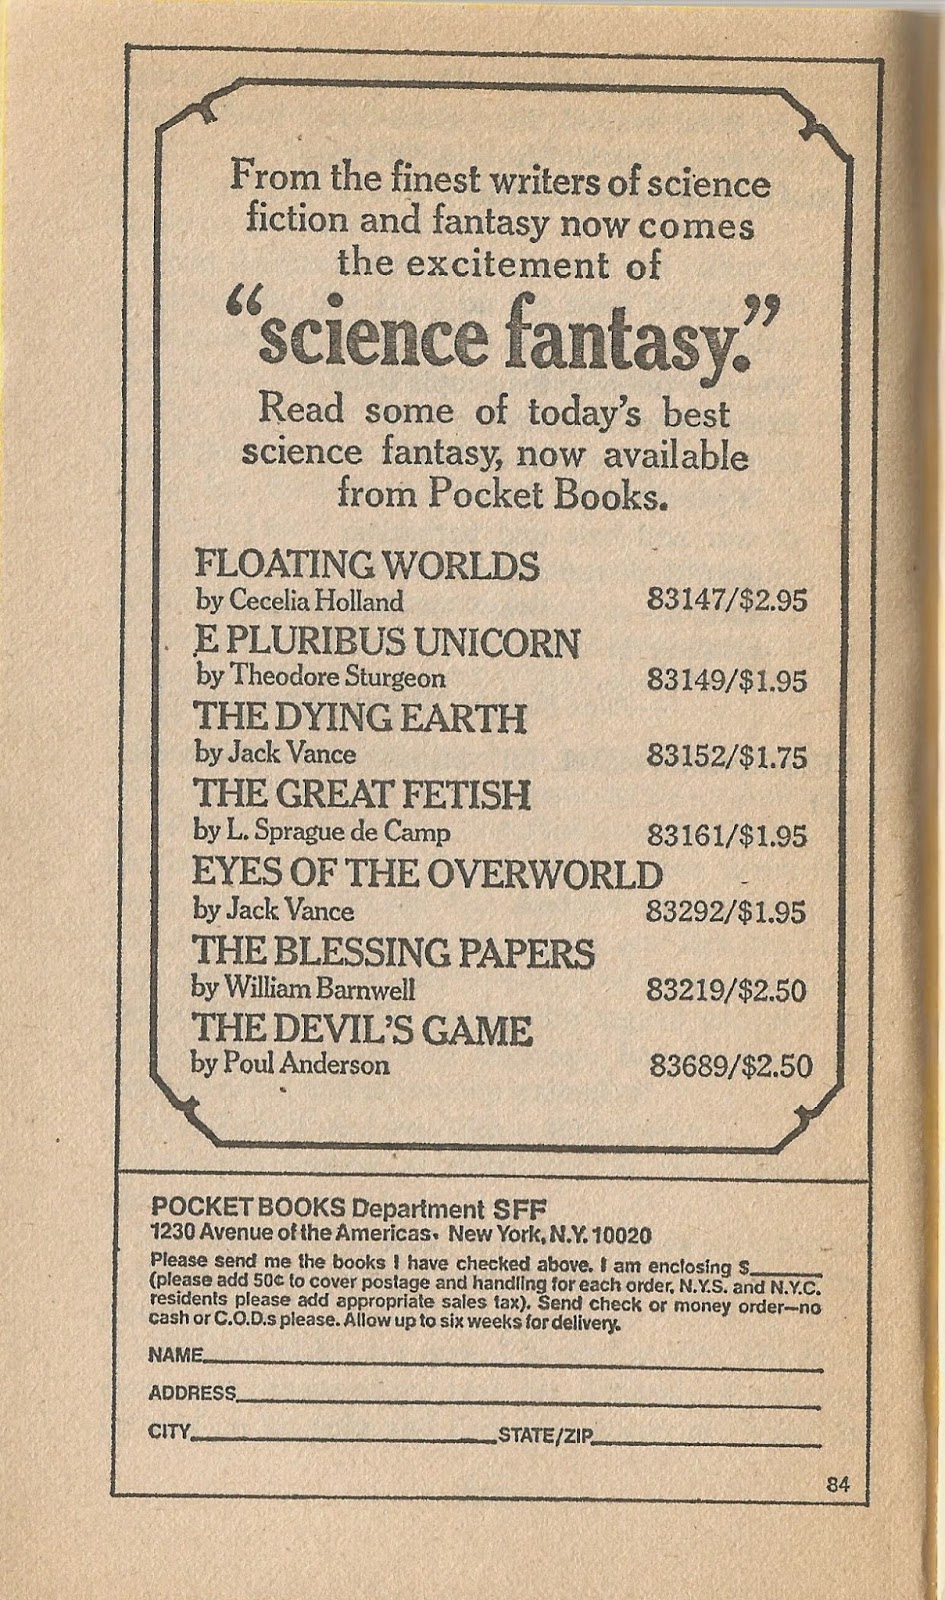 From the finest writers of science
fiction and fantasy now comes
the excitement of
“science fantasy.”
Read some of today's best
science fantasy, now available
from Pocket Books.
FLOATING WORLDS
by Cecelia Holland 83147/$2.95
E PLURIBUS UNICORN
by Theodore Sturgeon 83149/$1.95
THE DYING EARTH
by Jack Vance 83152/$1.75
THE GREAT FETISH
by L. Sprague de Camp 83161/$1.95
EYES OF THE OVERWORLD
by Jack Vance 83292/$1.95
THE BLESSING PAPERS
by William Barnwell 83219/$2.50
THE DEVIL'S GAME
by Poul Anderson 83689/$2.50
POCKET BOOKS Department SFF
1230 Avenue of the Americas, New York, N.Y. 10020
Please send me the books I have checked above. I am enclosing $______
(please add 50¢ to cover postage and handling for each order, N.Y.S. and N.Y.C.
residents please add appropriate sales tax). Send check or money order—no
cash or C.O.D.s please. Allow up to six weeks for delivery.
NAME______
ADDRESS______
CITY______STATE/ZIP______
84